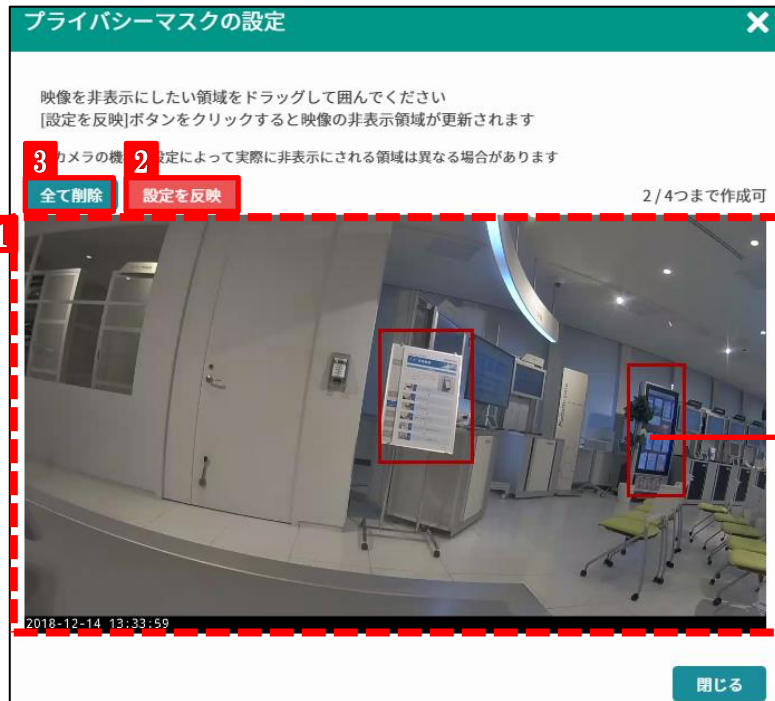 プライバシーマスクの設定
映像を非表示にしたい領域をドラッグして囲んでください
[設定を反映]ボタンをクリックすると映像の非表示領域が更新されます
カメラの機 設定によって実際に非表示にされる領域は異なる場合があります
3 2
全て削除 設定を反映 2/4つまで作成可
1
2018-12-14 13:33:59
閉じる